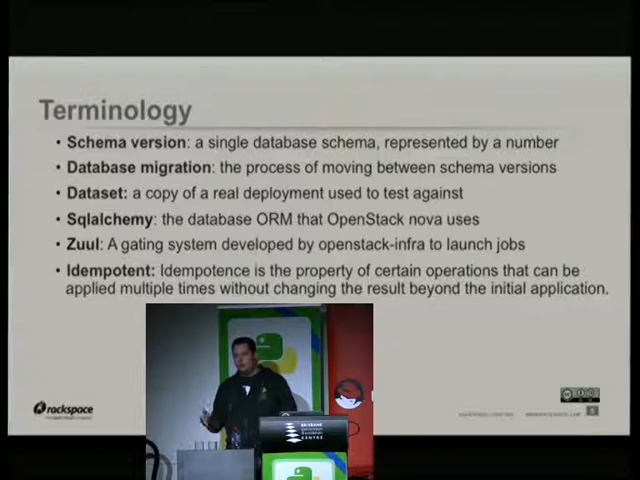 Terminology
• Schema version: a single database schema, represented by a number
• Database migration: the process of moving between schema versions
• Dataset: a copy of a real deployment used to test against
• Sqlalchemy: the database ORM that OpenStack nova uses
• Zuul: A gating system developed by openstack-infra to launch jobs
• Idempotent: Idempotence is the property of certain operations that can be
applied multiple times without changing the result beyond the initial application.
rackspace
BRISBANE
CENTRE